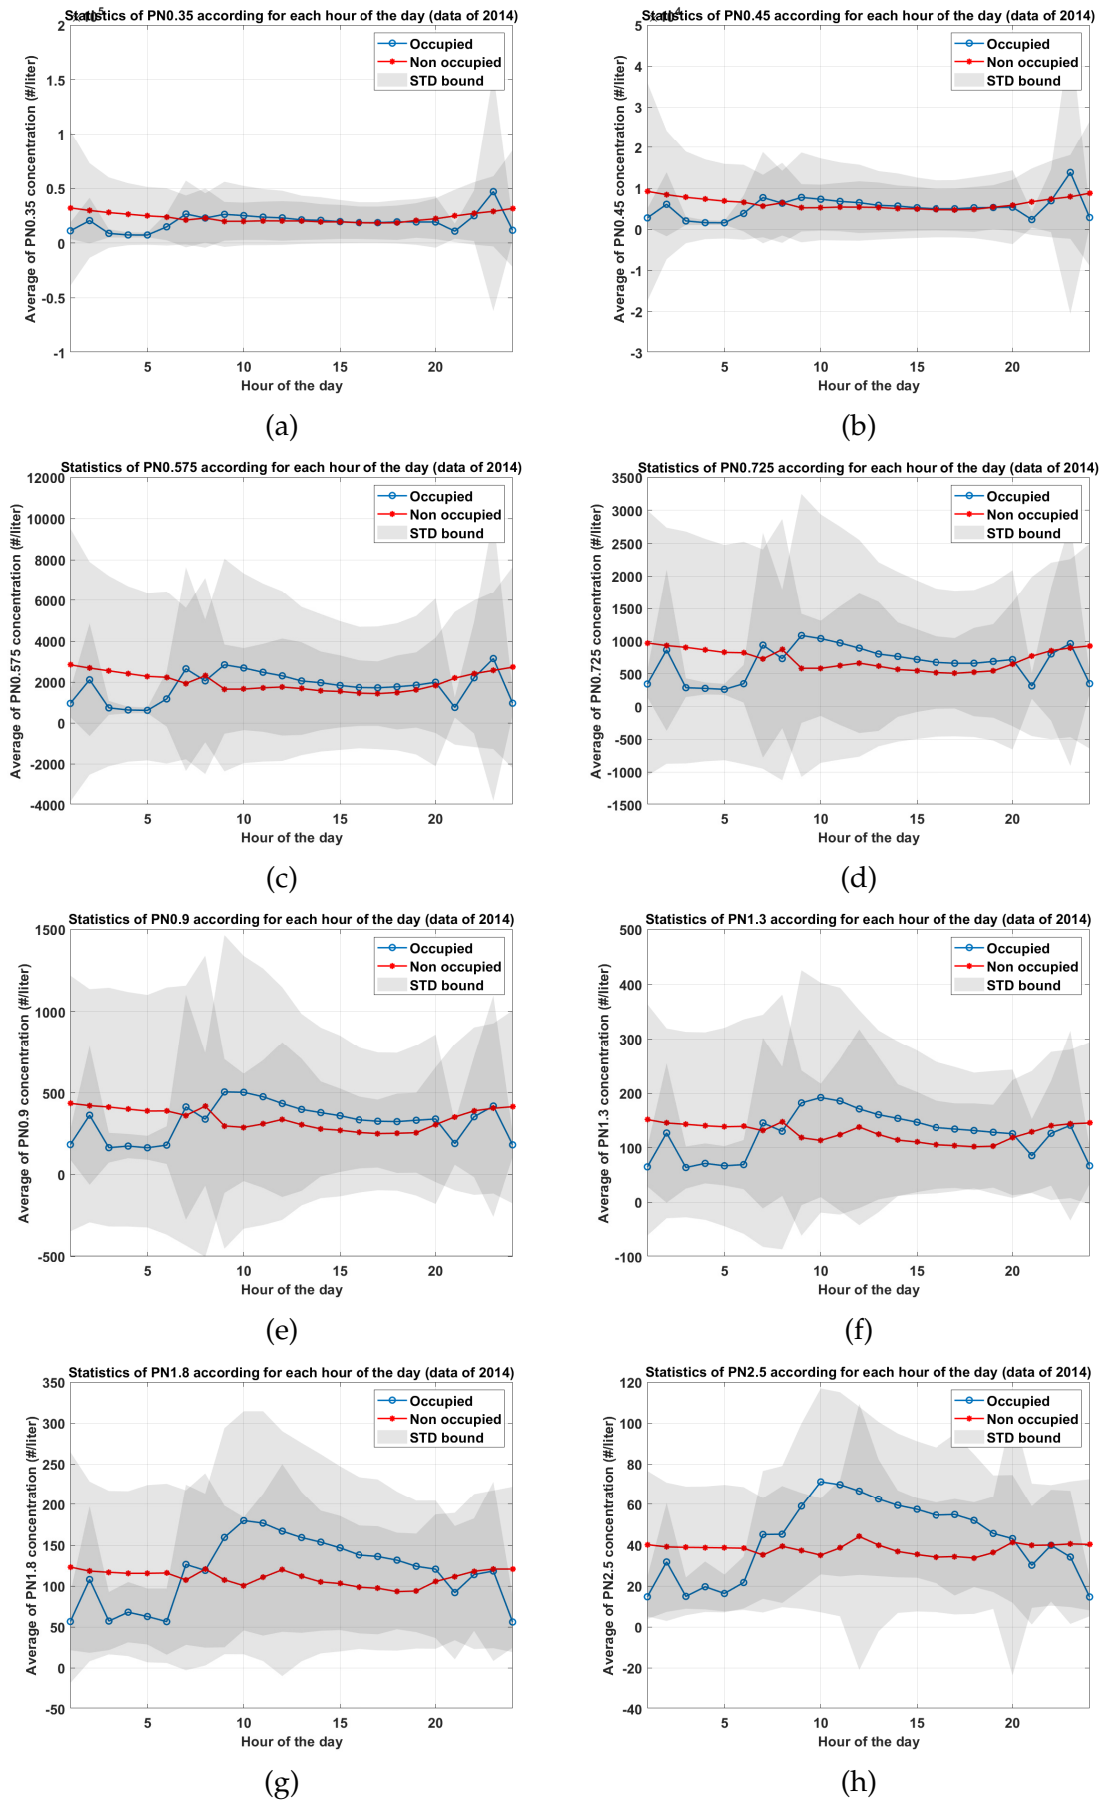 Statistics of PN0.35 according for each hour of the day (data of 2014)
2
1.5
1
0.5
0
-0.5
-1
5
10
15
20
Average of PN0.35 concentration (#/liter)
Hour of the day
Occupied
Non occupied
STD bound
(a)
Statistics of PN0.45 according for each hour of the day (data of 2014)
5
4
3
2
1
0
-1
-2
-3
5
10
15
20
Average of PN0.45 concentration (#/liter)
Hour of the day
Occupied
Non occupied
STD bound
(b)
Statistics of PN0.575 according for each hour of the day (data of 2014)
12000
10000
8000
6000
4000
2000
0
-2000
-4000
5
10
15
20
Average of PN0.575 concentration (#/liter)
Hour of the day
Occupied
Non occupied
STD bound
(c)
Statistics of PN0.725 according for each hour of the day (data of 2014)
3500
3000
2500
2000
1500
1000
500
0
-500
-1000
-1500
5
10
15
20
Average of PN0.725 concentration (#/liter)
Hour of the day
Occupied
Non occupied
STD bound
(d)
Statistics of PN0.9 according for each hour of the day (data of 2014)
1500
1000
500
0
-500
5
10
15
20
Average of PN0.9 concentration (#/liter)
Hour of the day
Occupied
Non occupied
STD bound
(e)
Statistics of PN1.3 according for each hour of the day (data of 2014)
500
400
300
200
100
0
-100
5
10
15
20
Average of PN1.3 concentration (#/liter)
Hour of the day
Occupied
Non occupied
STD bound
(f)
Statistics of PN1.8 according for each hour of the day (data of 2014)
350
300
250
200
150
100
50
0
-50
5
10
15
20
Average of PN1.8 concentration (#/liter)
Hour of the day
Occupied
Non occupied
STD bound
(g)
Statistics of PN2.5 according for each hour of the day (data of 2014)
120
100
80
60
40
20
0
-20
-40
5
10
15
20
Average of PN2.5 concentration (#/liter)
Hour of the day
Occupied
Non occupied
STD bound
(h)